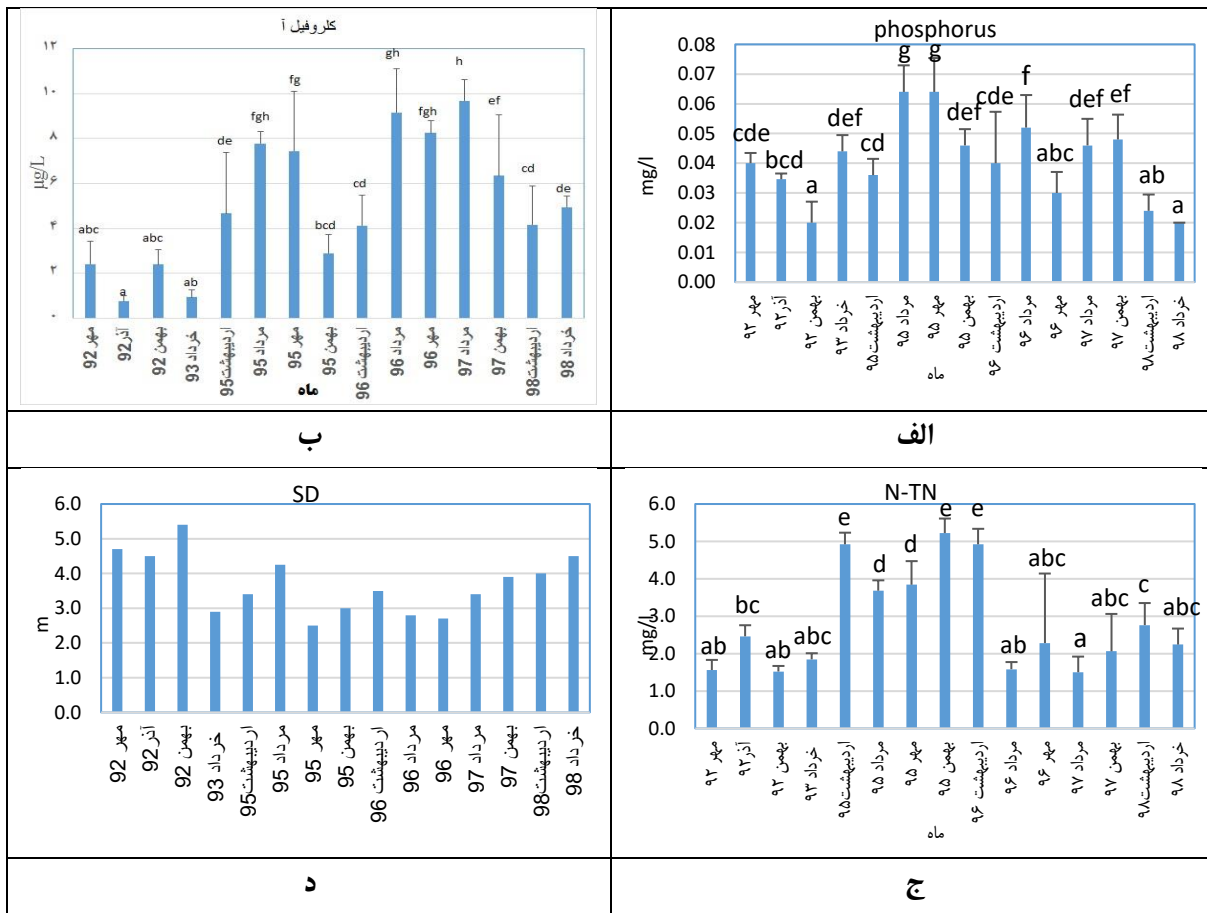 phosphorus
0.08
0.07
0.06
0.05
0.04
0.03
0.02
0.01
0.00
mg/l
cde
bcd
a
def
cd
g
g
def
cde
f
abc
def
ef
ab
a
مهر ۹۲
آذر۹۲
بهمن ۹۲
خرداد ۹۳
اردیبهشت۹۵
مرداد ۹۵
مهر ۹۵
بهمن ۹۵
اردیبهشت ۹۶
مرداد ۹۶
مهر ۹۶
مرداد ۹۷
بهمن ۹۷
اردیبهشت۹۸
خرداد ۹۸
ماه
الف
کلروفیل آ
۱۲
۱۰
۸
۶
۴
۲
۰
µg/L
abc
a
abc
ab
de
fgh
fg
bcd
cd
gh
fgh
h
ef
cd
de
مهر 92
آذر92
بهمن 92
خرداد 93
اردیبهشت95
مرداد 95
مهر 95
بهمن 95
اردیبهشت 96
مرداد 96
مهر 96
مرداد 97
بهمن 97
اردیبهشت98
خرداد 98
ماه
ب
N-TN
6.0
5.0
4.0
3.0
2.0
1.0
0.0
mg/l
ab
bc
ab
abc
e
d
d
e
e
ab
abc
a
abc
c
abc
مهر ۹۲
آذر۹۲
بهمن ۹۲
خرداد ۹۳
اردیبهشت۹۵
مرداد ۹۵
مهر ۹۵
بهمن ۹۵
اردیبهشت ۹۶
مرداد ۹۶
مهر ۹۶
مرداد ۹۷
بهمن ۹۷
اردیبهشت۹۸
خرداد ۹۸
ماه
ج
SD
6.0
5.0
4.0
3.0
2.0
1.0
0.0
m
مهر 92
آذر92
بهمن 92
خرداد 93
اردیبهشت95
مرداد 95
مهر 95
بهمن 95
اردیبهشت 96
مرداد 96
مهر 96
مرداد 97
بهمن 97
اردیبهشت98
خرداد 98
د